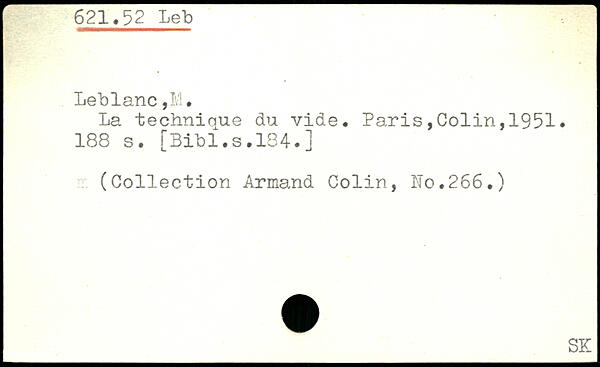 621.52 Leb
Leblanc,M.
La technique du vide. Paris,Colin,1951.
188 s. [Bibl.s.184.]
(Collection Armand Colin, No.266.)
SK